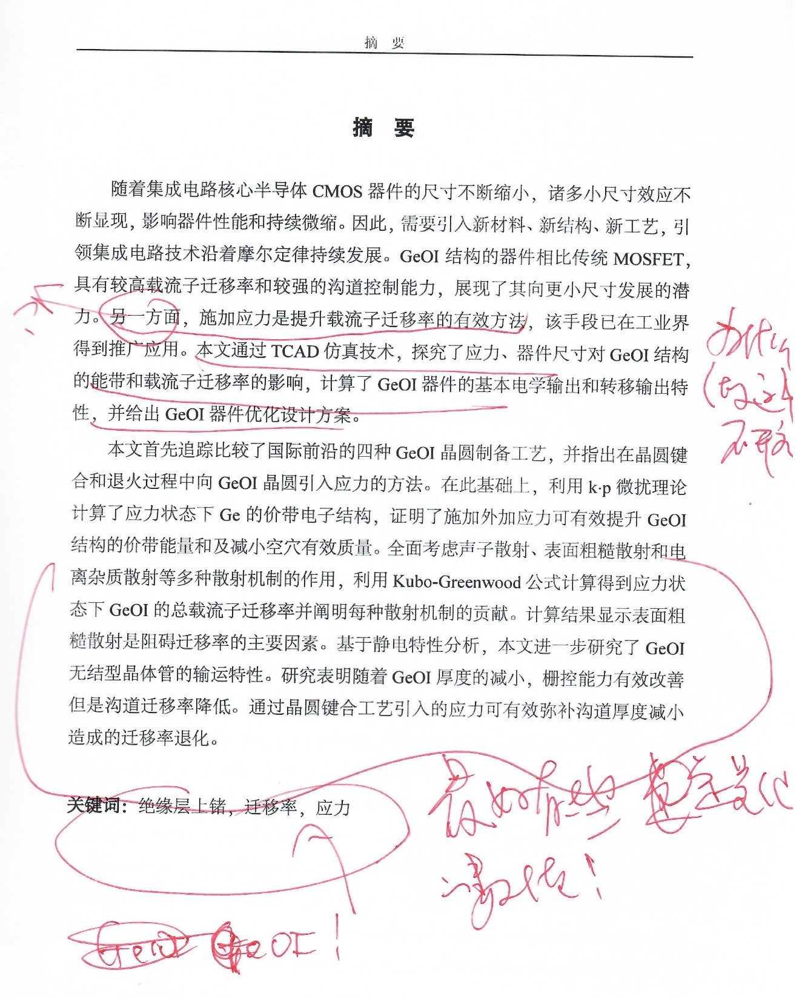 摘 要
摘 要
随着集成电路核心半导体 CMOS 器件的尺寸不断缩小，诸多小尺寸效应不
断显现，影响器件性能和持续微缩。因此，需要引入新材料、新结构、新工艺，引
领集成电路技术沿着摩尔定律持续发展。GeOI 结构的器件相比传统 MOSFET，
具有较高载流子迁移率和较强的沟道控制能力，展现了其向更小尺寸发展的潜
力。另一方面，施加应力是提升载流子迁移率的有效方法，该手段已在工业界
得到推广应用。本文通过 TCAD 仿真技术，探究了应力、器件尺寸对 GeOI 结构
的能带和载流子迁移率的影响，计算了 GeOI 器件的基本电学输出和转移输出特
性，并给出 GeOI 器件优化设计方案。
本文首先追踪比较了国际前沿的四种 GeOI 晶圆制备工艺，并指出在晶圆键
合和退火过程中向 GeOI 晶圆引入应力的方法。在此基础上，利用 k·p 微扰理论
计算了应力状态下 Ge 的价带电子结构，证明了施加外加应力可有效提升 GeOI
结构的价带能量和及减小空穴有效质量。全面考虑声子散射、表面粗糙散射和电
离杂质散射等多种散射机制的作用，利用 Kubo-Greenwood 公式计算得到应力状
态下 GeOI 的总载流子迁移率并阐明每种散射机制的贡献。计算结果显示表面粗
糙散射是阻碍迁移率的主要因素。基于静电特性分析，本文进一步研究了 GeOI
无结型晶体管的输运特性。研究表明随着 GeOI 厚度的减小，栅控能力有效改善
但是沟道迁移率降低。通过晶圆键合工艺引入的应力可有效弥补沟道厚度减小
造成的迁移率退化。
关键词：绝缘层上锗，迁移率，应力
最好有些
GeOI GeOI！